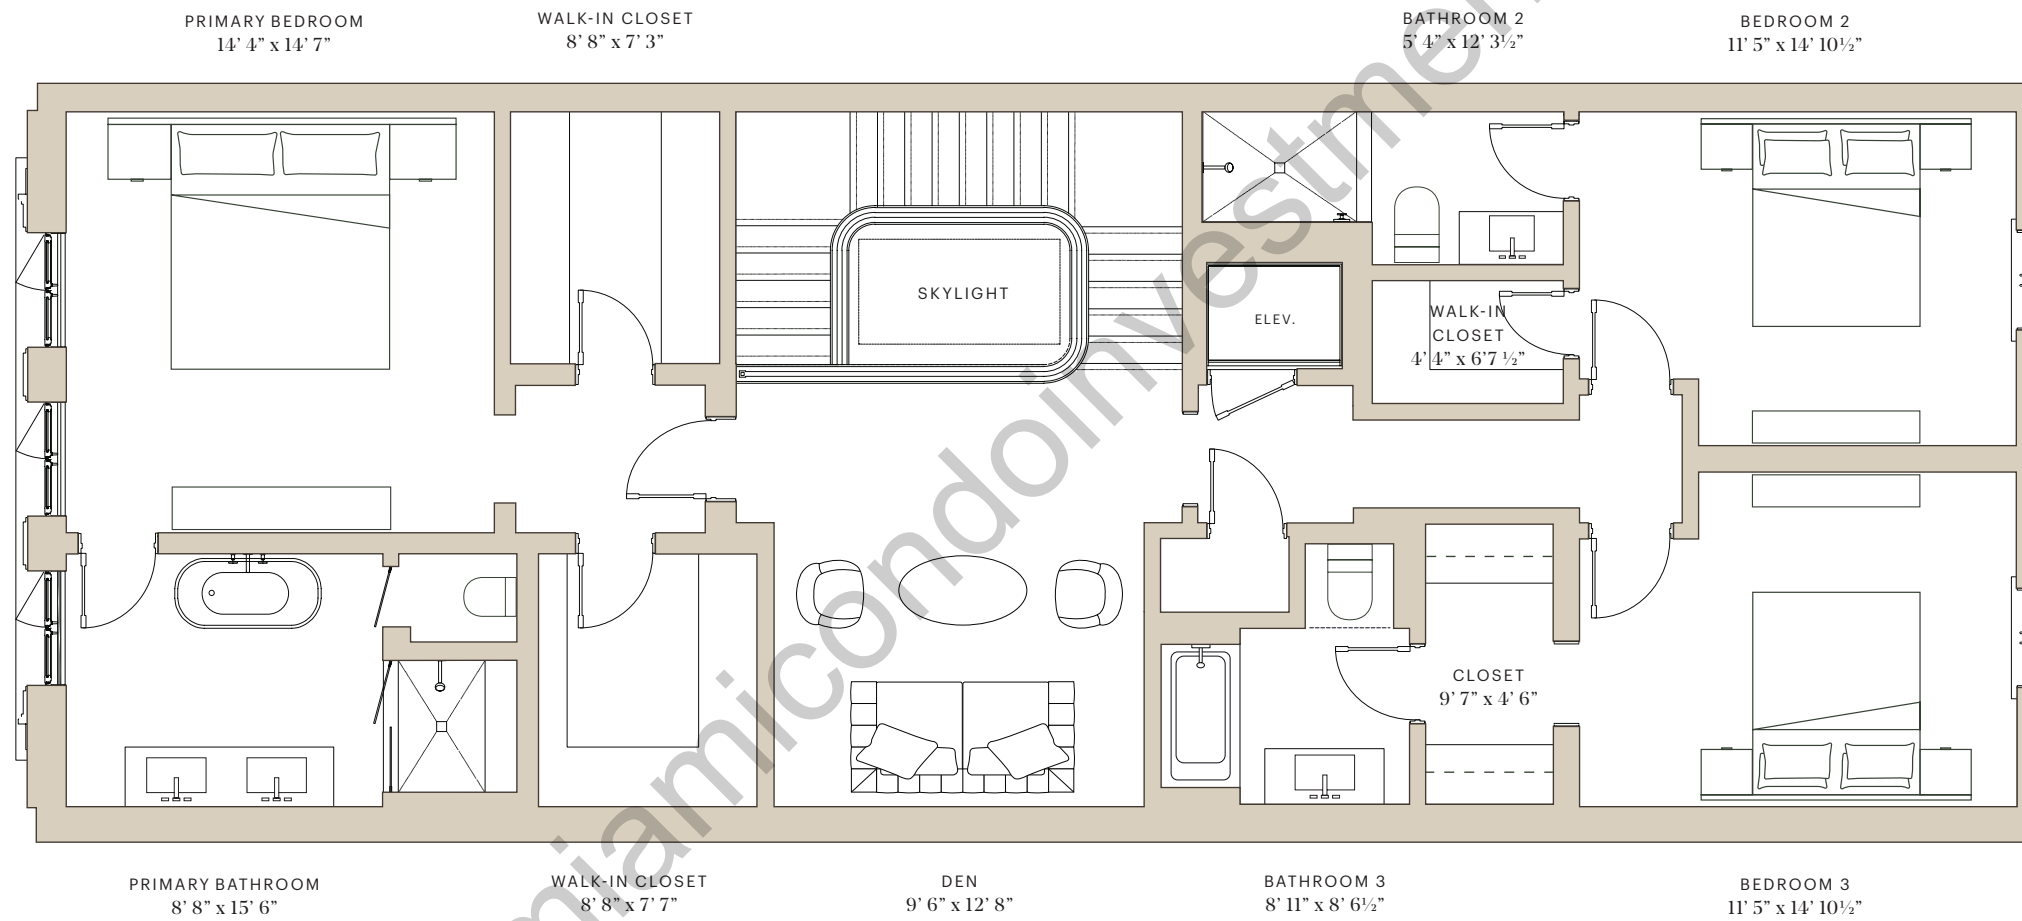 PRIMARY BEDROOM
14' 4” x 14' 7”
WALK-IN CLOSET
8' 8” x 7' 3”
BATHROOM 2
5' 4” x 12' 3½”
BEDROOM 2
11' 5” x 14' 10½”
SKYLIGHT
ELEV.
WALK-IN
CLOSET
4' 4” x 6'7 ½”
CLOSET
9' 7” x 4' 6”
PRIMARY BATHROOM
8' 8” x 15' 6”
WALK-IN CLOSET
8' 8” x 7' 7”
DEN
9' 6” x 12' 8”
BATHROOM 3
8' 11” x 8' 6½”
BEDROOM 3
11' 5” x 14' 10½”
miamicondoinvestmen